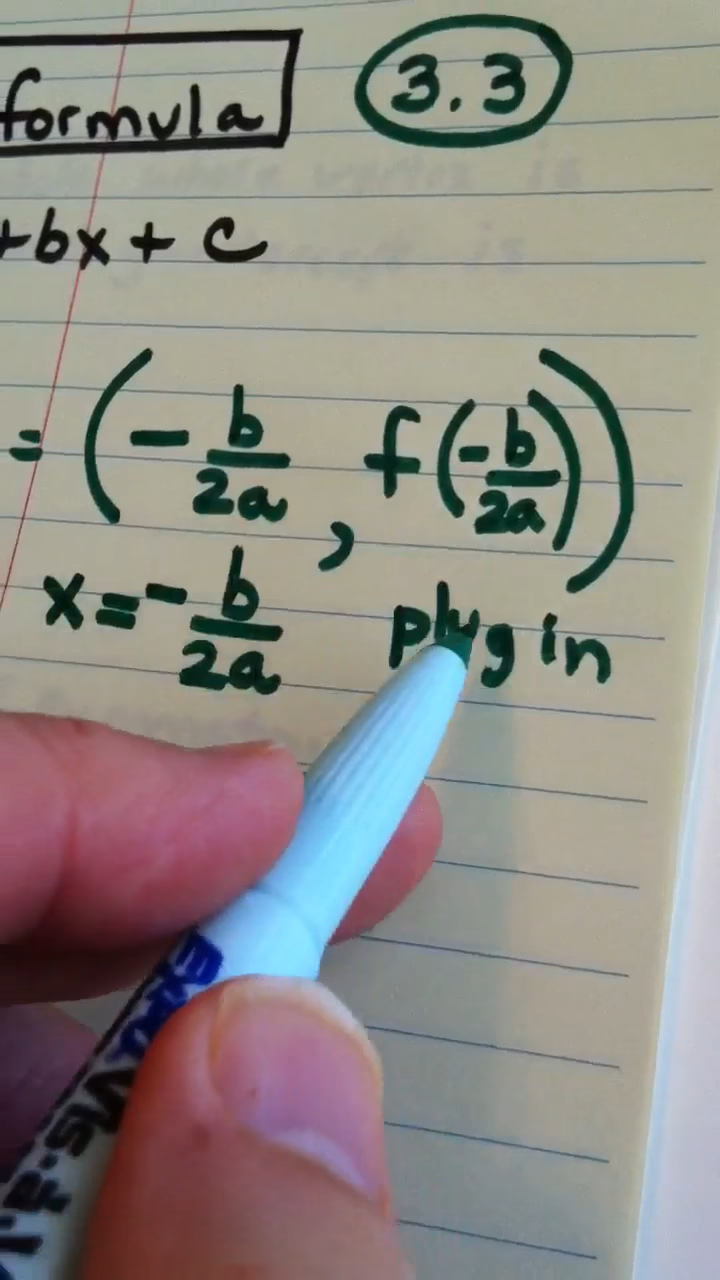 formula 3.3
+bx + c
= (-b/2a, f(-b/2a))
x = -b/2a plug in